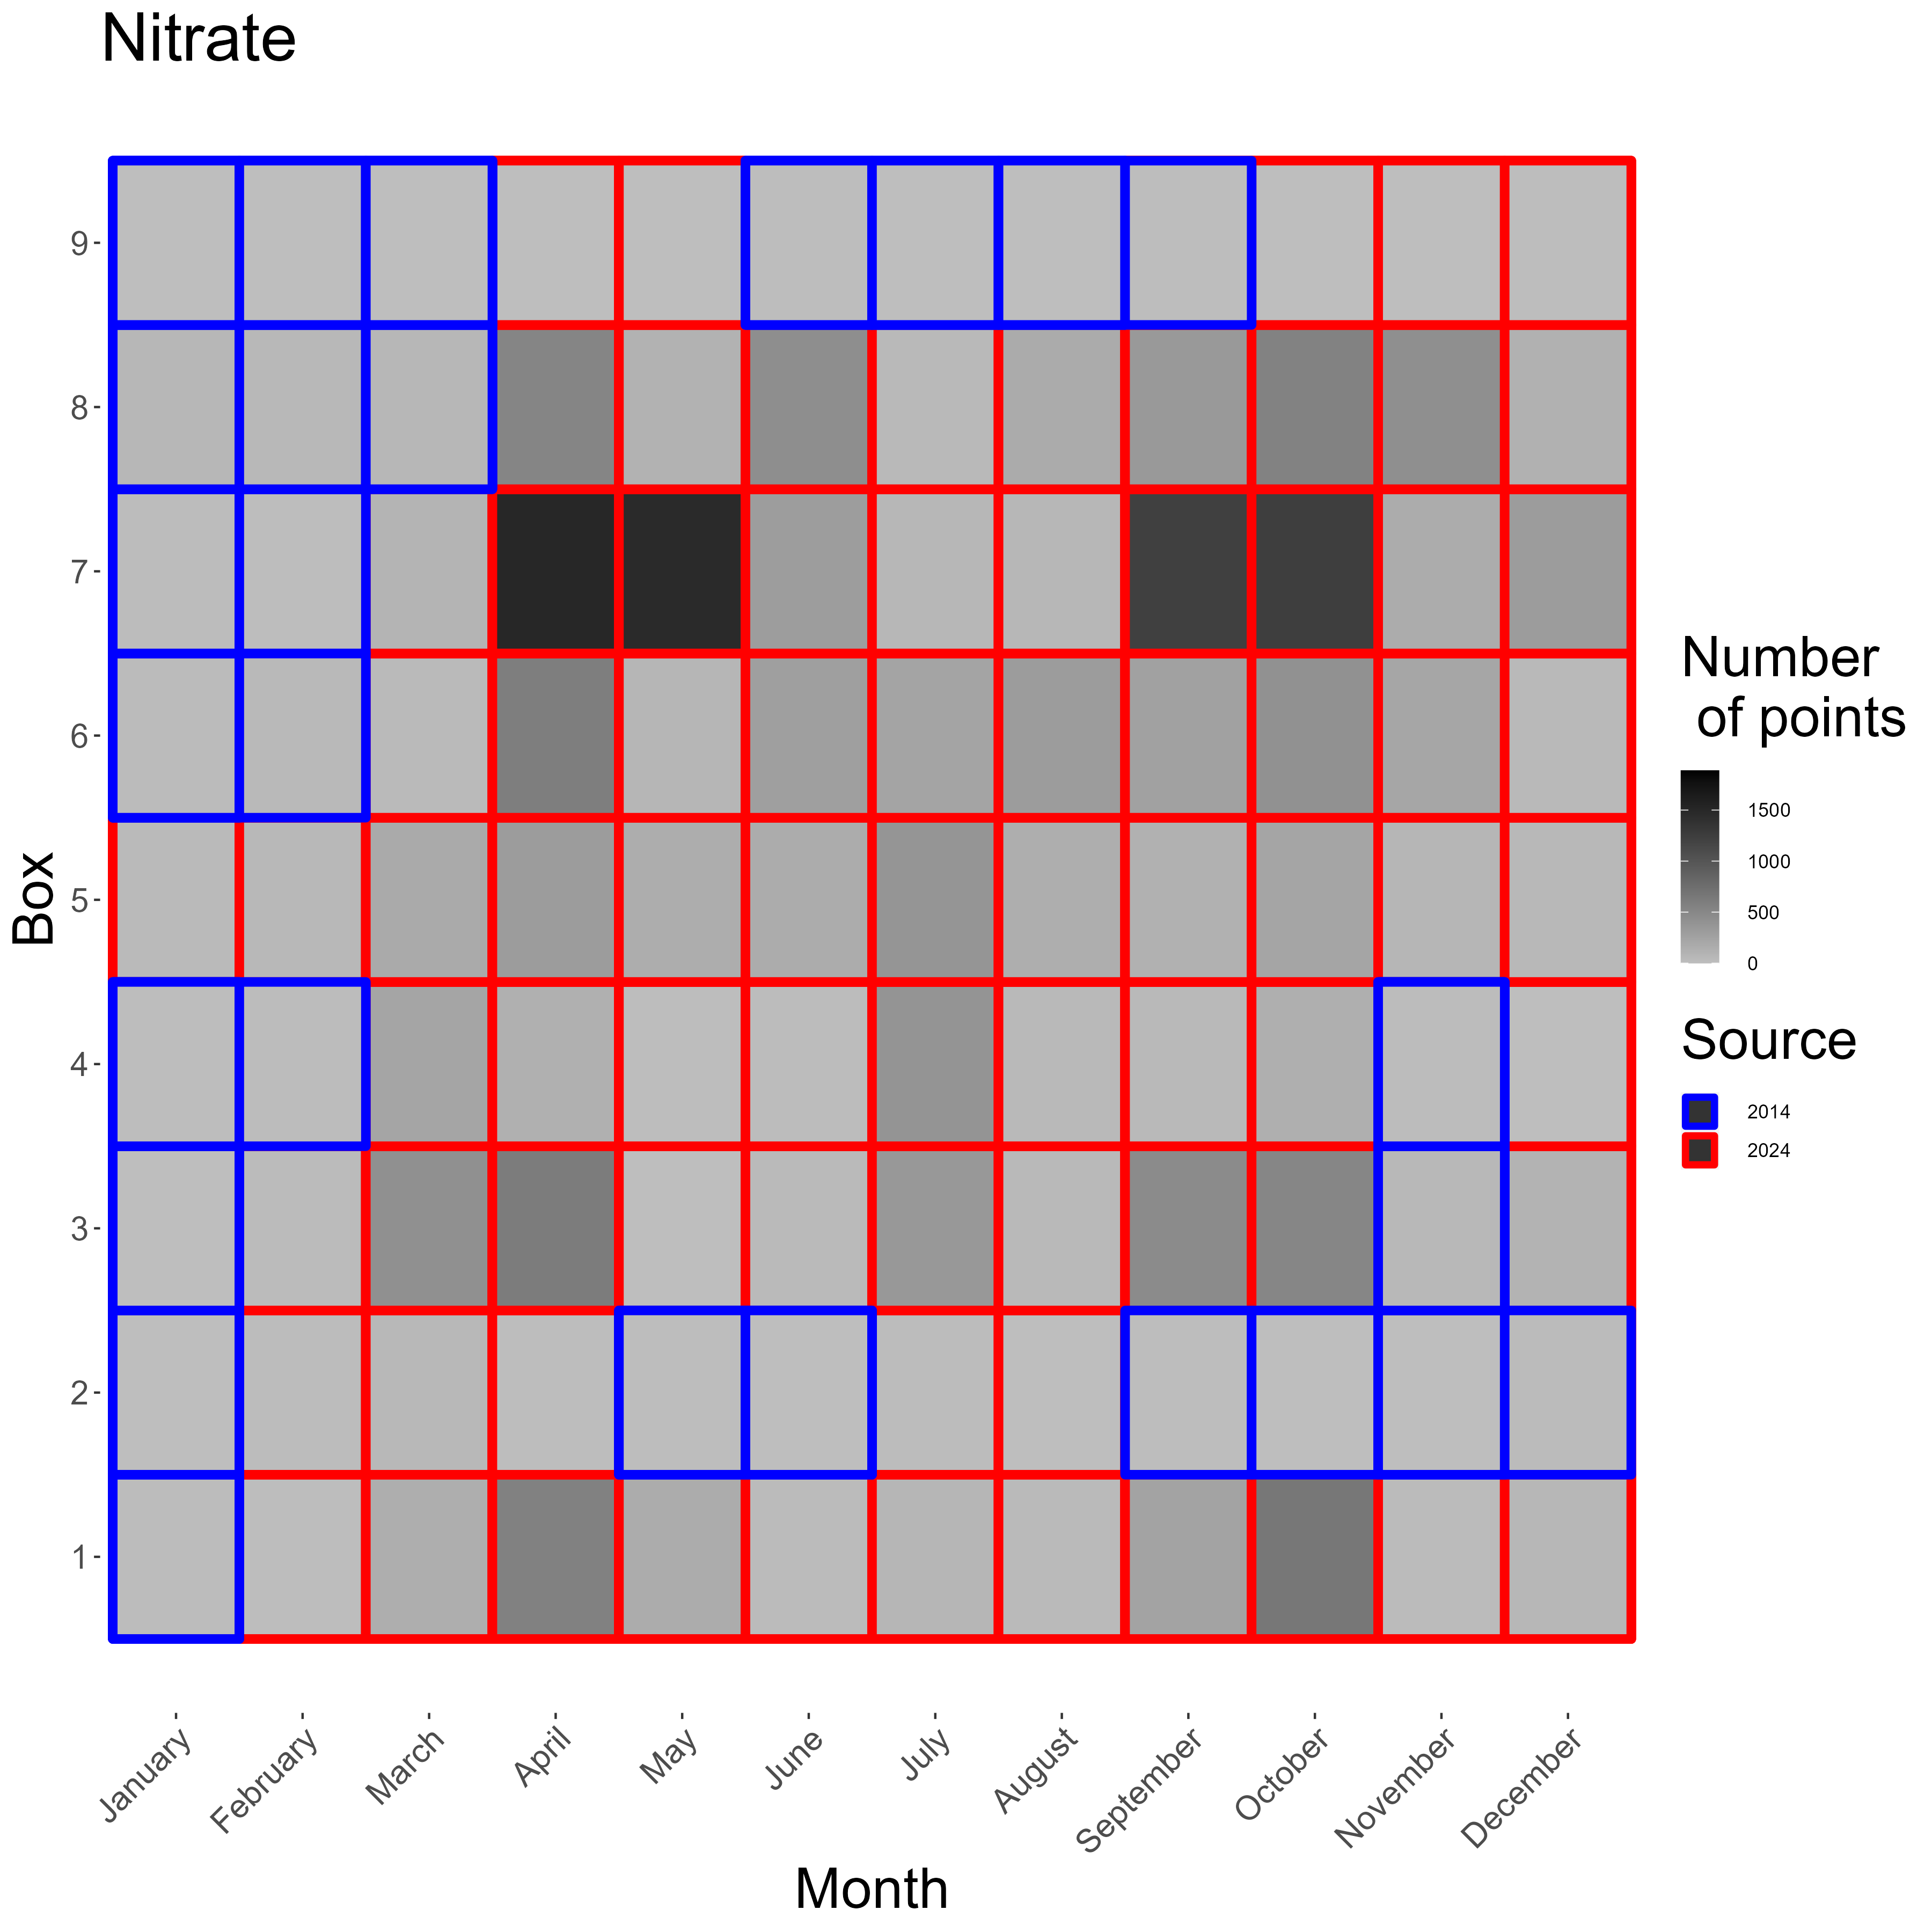 Nitrate
9
8
7
6
5
4
3
2
1
Box
January
February
March
April
May
June
July
August
September
October
November
December
Month
Number
of points
1500
1000
500
0
Source
2014
2024